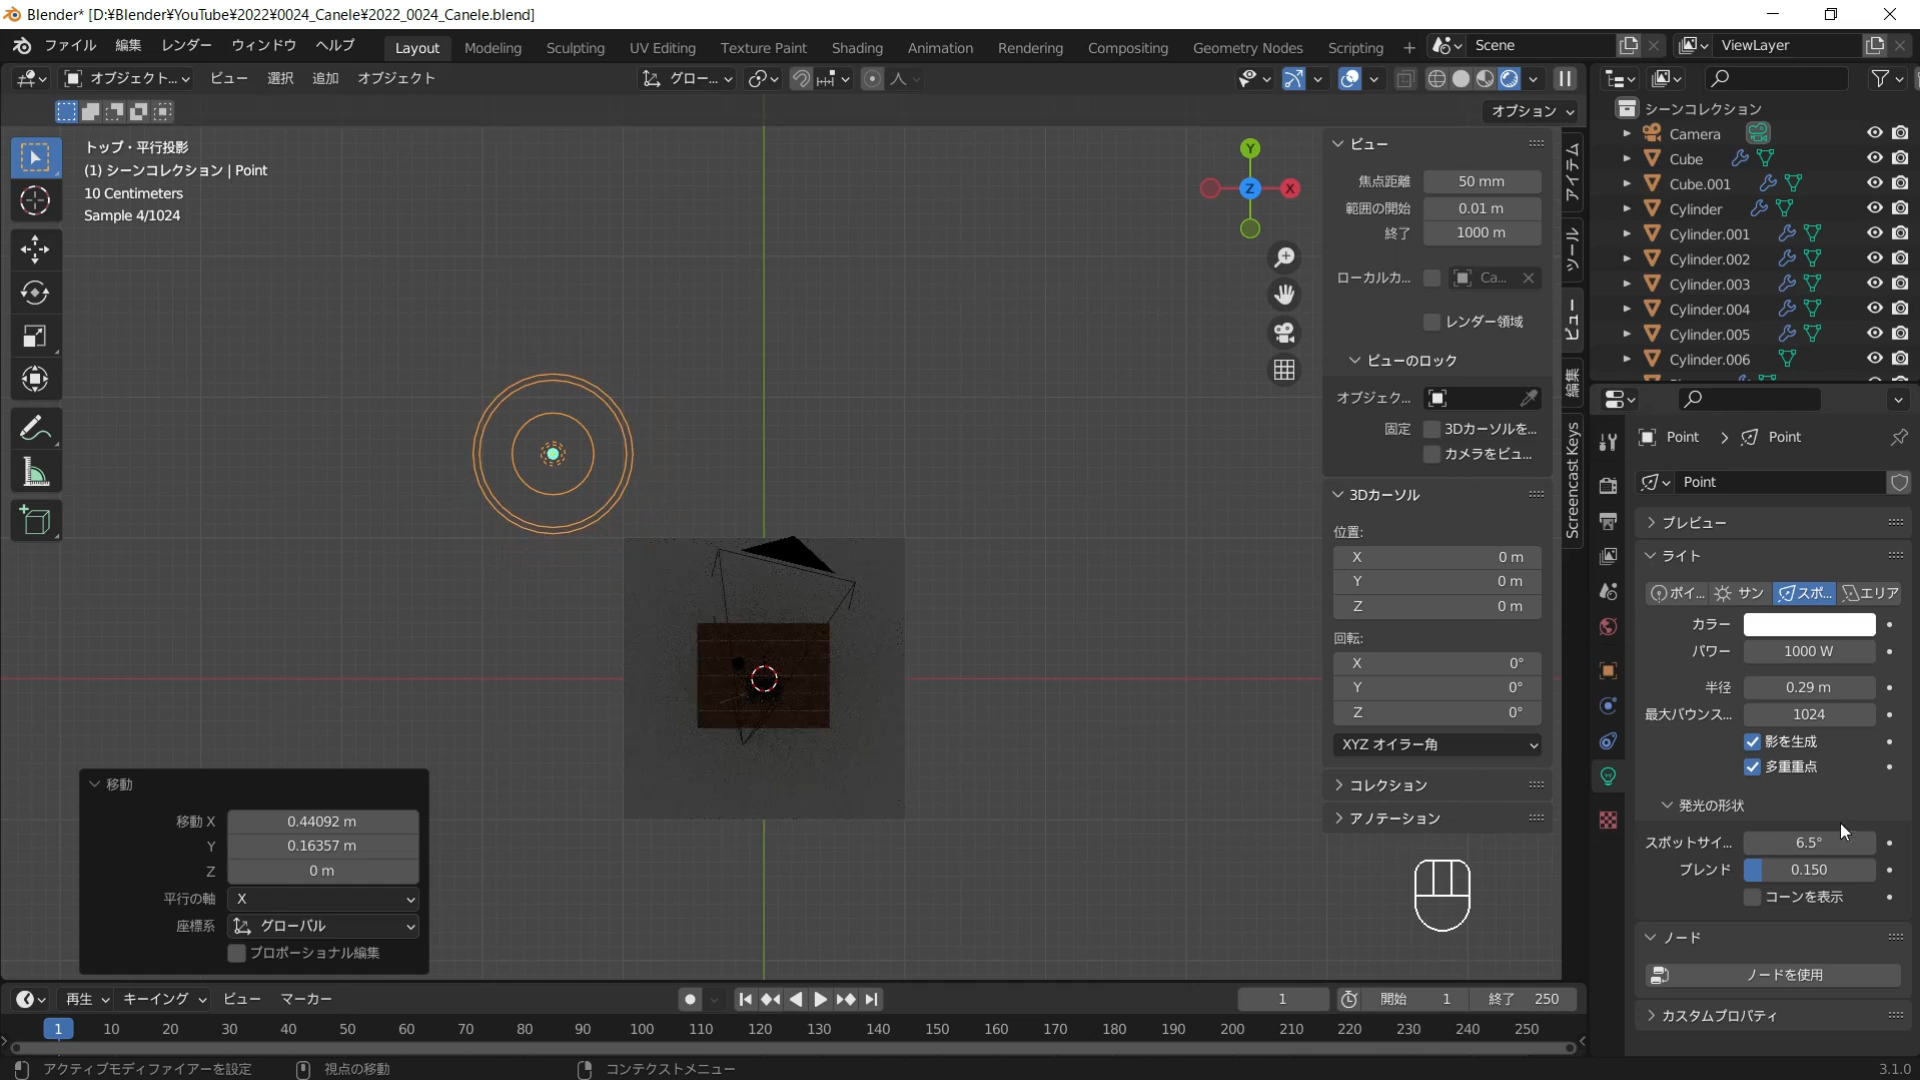 Blender* [D:¥Blender¥YouTube¥2022¥0024_Canele¥2022_0024_Canele.blend]
ファイル 編集 レンダー ウィンドウ ヘルプ Layout Modeling Sculpting UV Editing Texture Paint Shading Animation Rendering Compositing Geometry Nodes Scripting + Scene ViewLayer
オブジェクト... ビュー 選択 追加 オブジェクト グロー...
オプション
トップ・平行投影
(1) シーンコレクション | Point
10 Centimeters
Sample 4/1024
Y
Z X
ビュー
焦点距離 50 mm
範囲の開始 0.01 m
終了 1000 m
ローカルカ... Ca...
レンダー領域
ビューのロック
オブジェク...
固定 3Dカーソルを...
カメラをビュ...
3Dカーソル
位置:
X 0 m
Y 0 m
Z 0 m
回転:
X 0°
Y 0°
Z 0°
XYZ オイラー角
コレクション
アノテーション
アイテム
ツール
ビュー
編集
Screencast Keys
シーンコレクション
Camera
Cube
Cube.001
Cylinder
Cylinder.001
Cylinder.002
Cylinder.003
Cylinder.004
Cylinder.005
Cylinder.006
Point > Point
Point
プレビュー
ライト
ポイ... サン スポ... エリア
カラー
パワー 1000 W
半径 0.29 m
最大バウンス... 1024
影を生成
多重重点
発光の形状
スポットサイ... 6.5°
ブレンド 0.150
コーンを表示
ノード
ノードを使用
カスタムプロパティ
移動
移動 X 0.44092 m
Y 0.16357 m
Z 0 m
平行の軸 X
座標系 グローバル
プロポーショナル編集
再生 キーイング ビュー マーカー 1 開始 1 終了 250
1 10 20 30 40 50 60 70 80 90 100 110 120 130 140 150 160 170 180 190 200 210 220 230 240 250
アクティブモディファイアーを設定 視点の移動 コンテクストメニュー 3.1.0